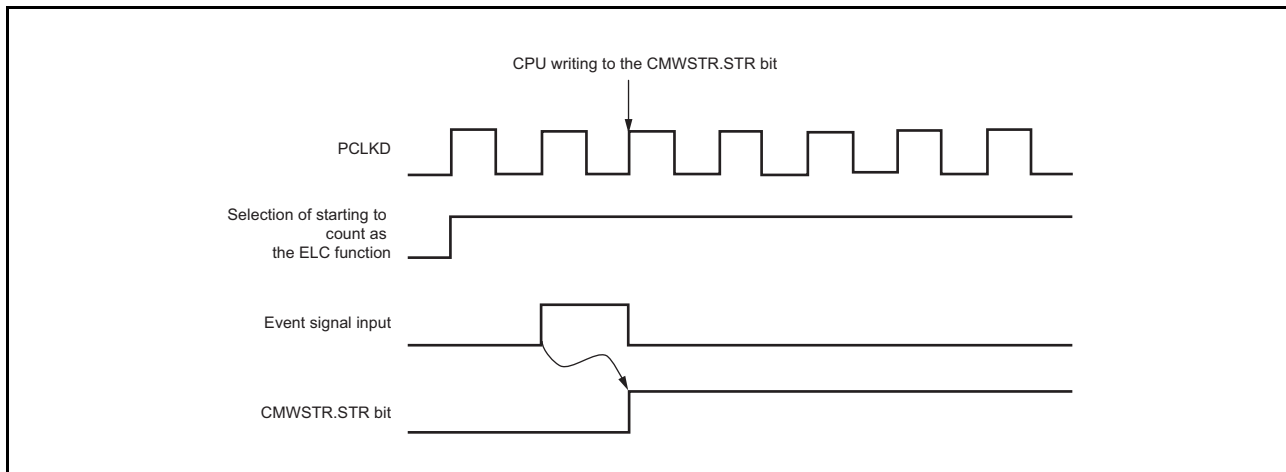 CPU writing to the CMWSTR.STR bit
PCLKD
Selection of starting to
count as
the ELC function
Event signal input
CMWSTR.STR bit